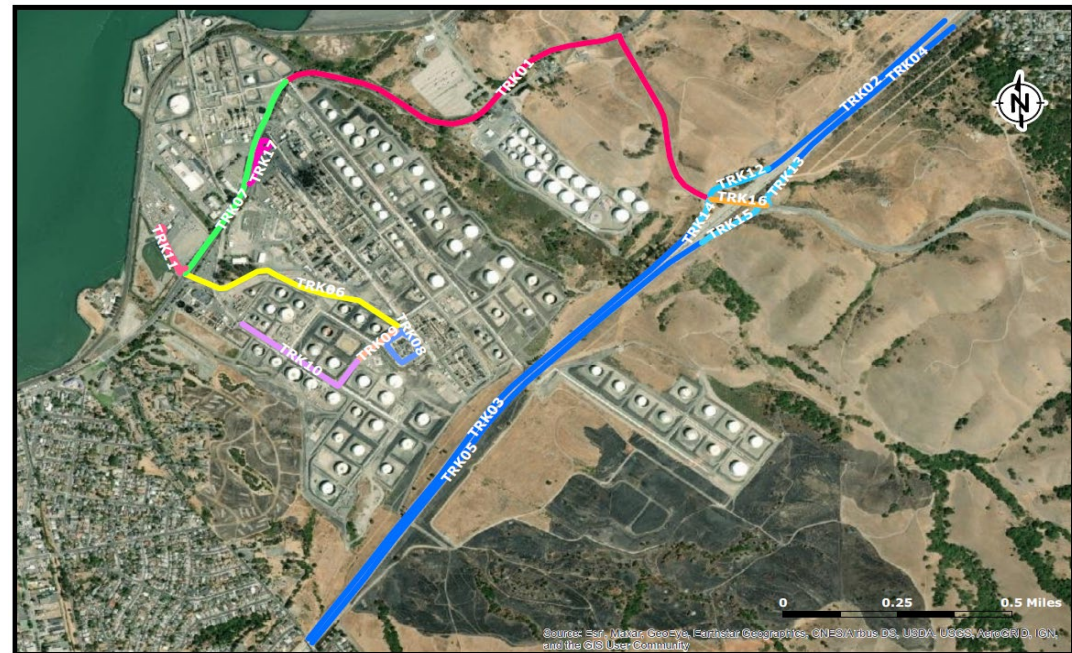 TRK01
TRK02
TRK04
N
TRK17
TRK12
TRK13
TRK16
TRK07
TRK14
TRK15
TRK11
TRK06
TRK08
TRK09
TRK10
TRK03
TRK05
0 0.25 0.5 Miles
Source: Esri, Maxar, GeoEye, Earthstar Geographics, CNES/Airbus DS, USDA, USGS, AeroGRID, IGN,
and the GIS User Community